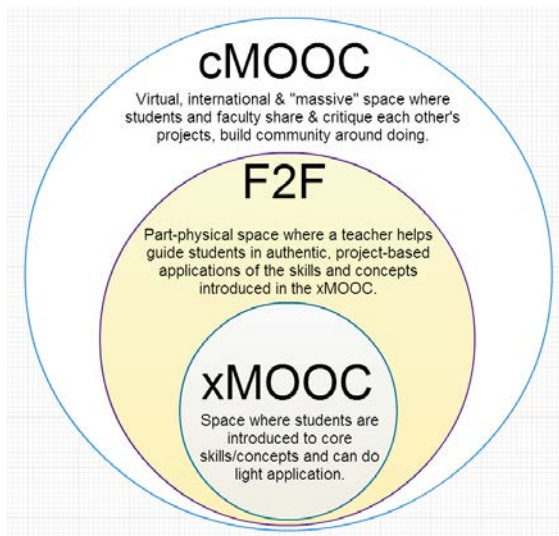 cMOOC
Virtual, international & "massive" space where
students and faculty share & critique each other's
projects, build community around doing.
F2F
Part-physical space where a teacher helps
guide students in authentic, project-based
applications of the skills and concepts
introduced in the xMOOC.
xMOOC
Space where students are
introduced to core
skills/concepts and can do
light application.